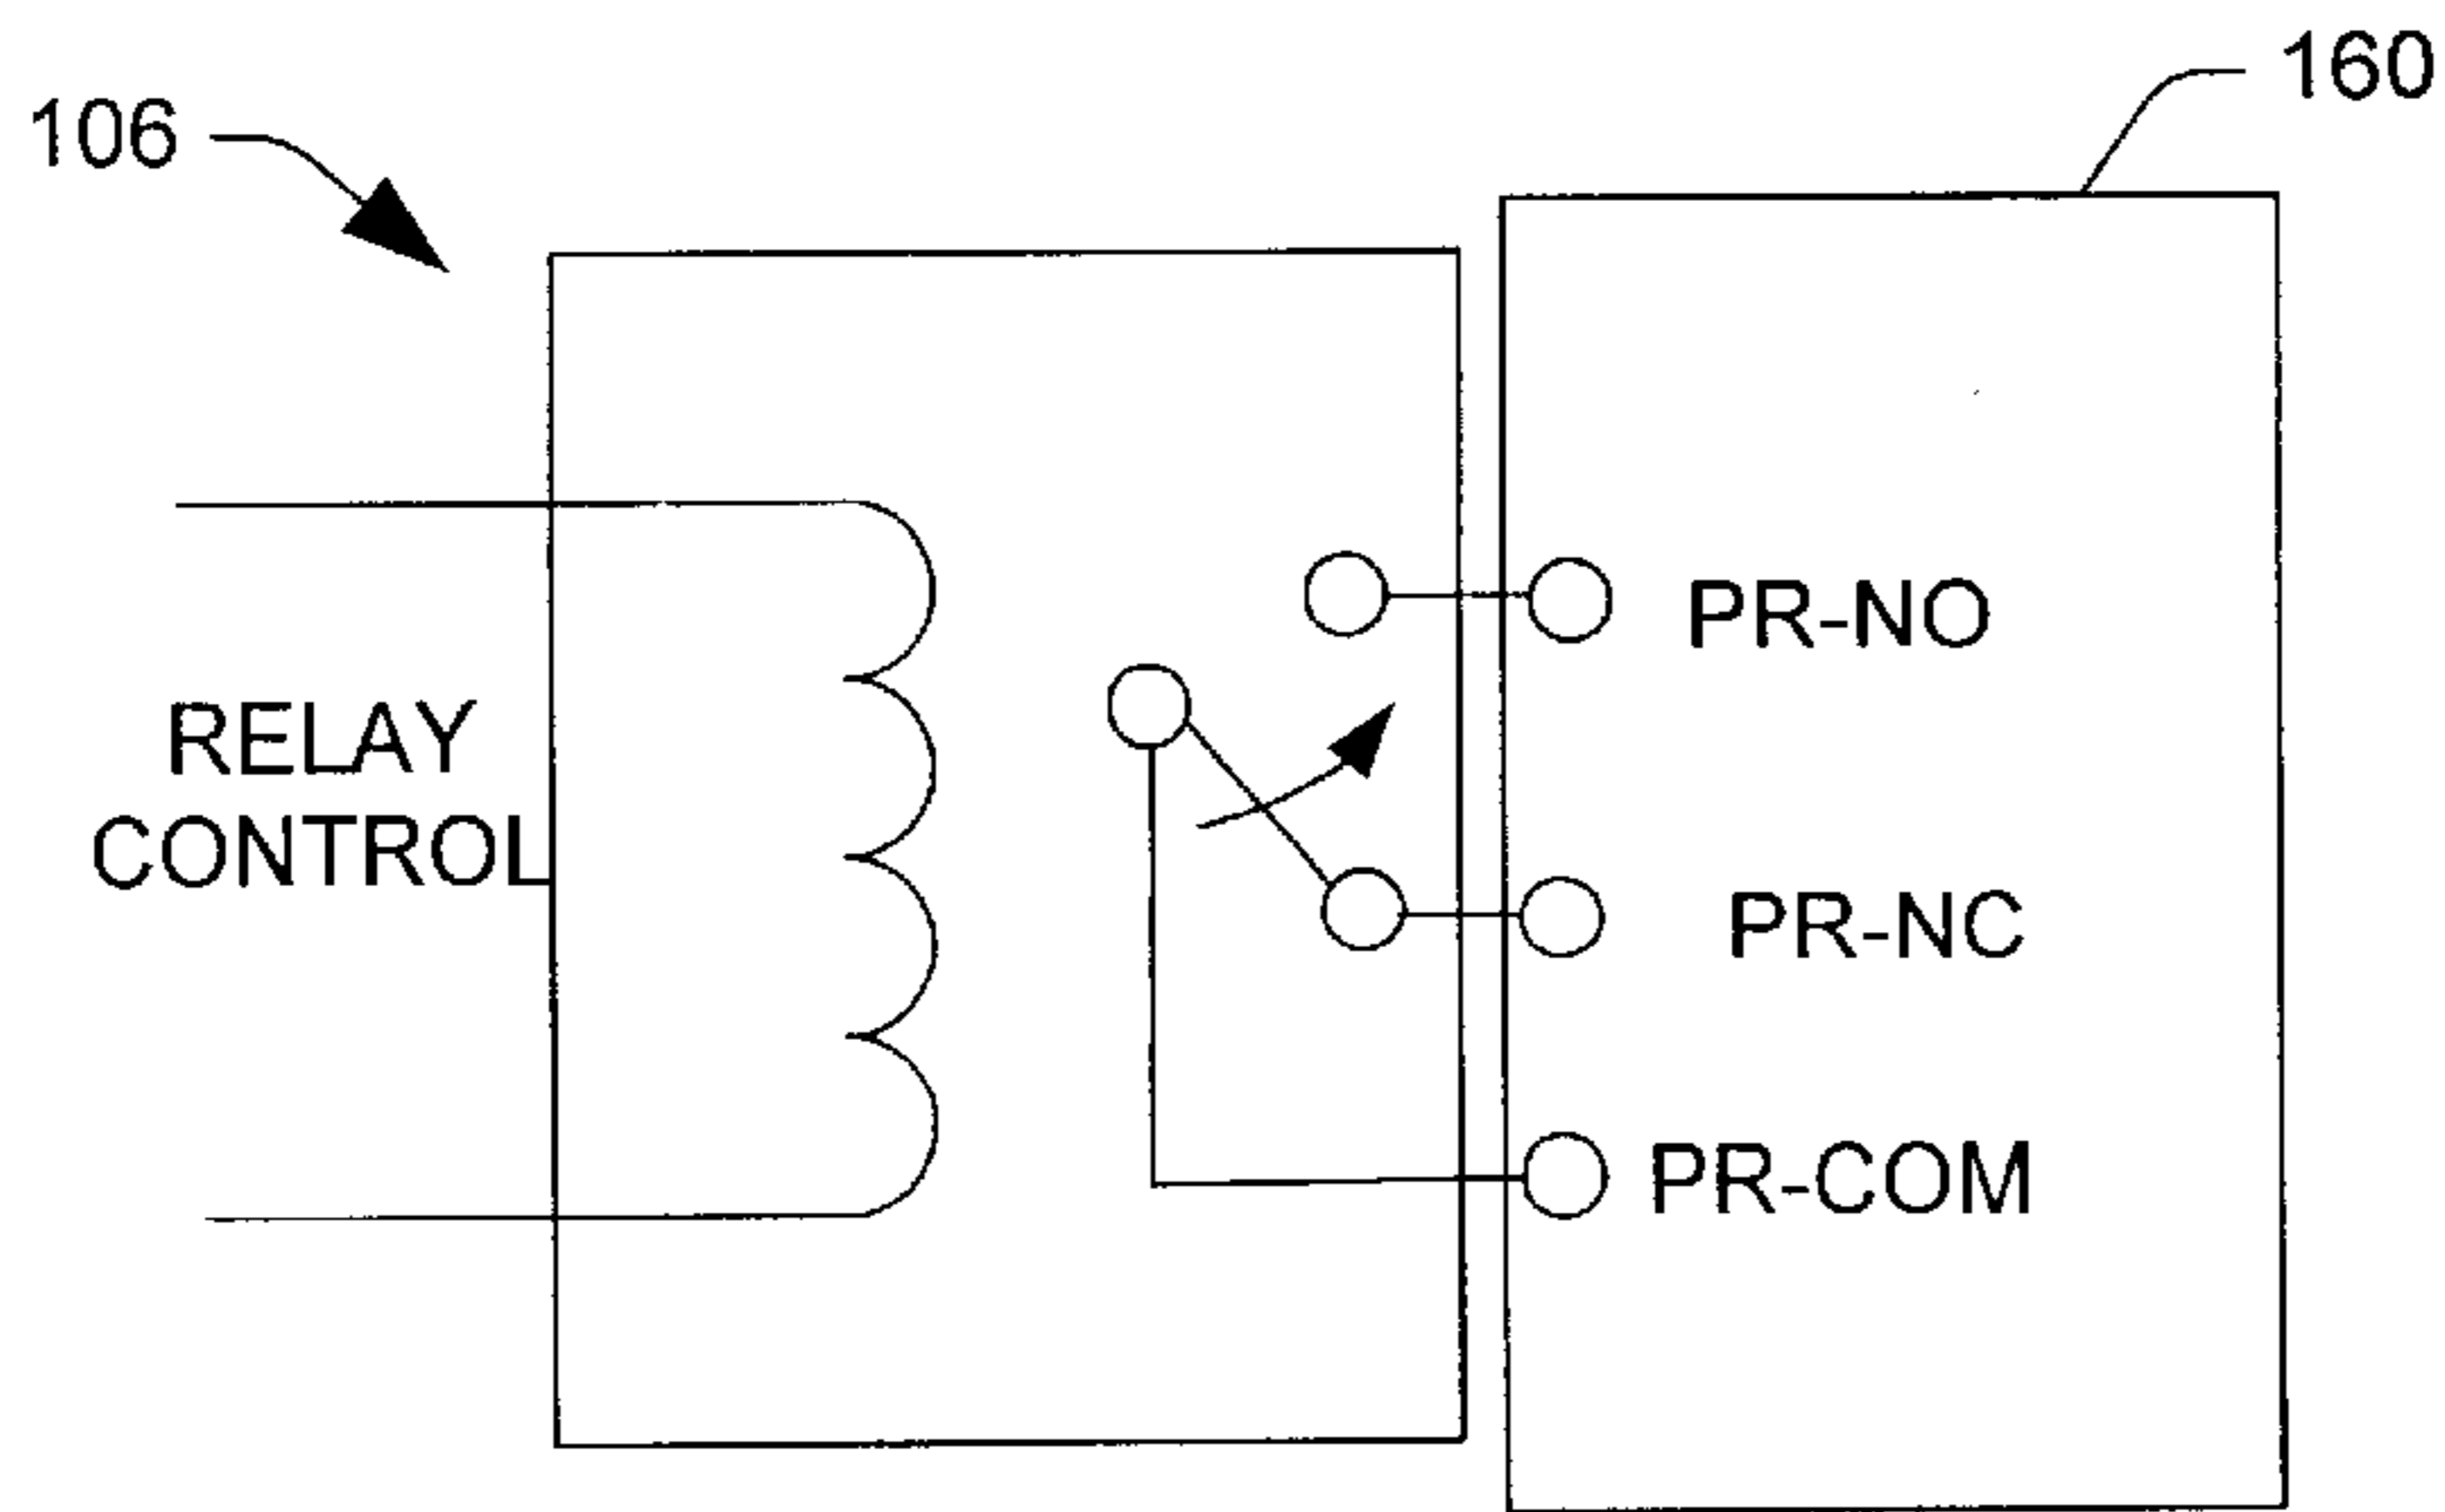 160
106
PR-NO
RELAY
CONTROL
PR-NC
PR-COM